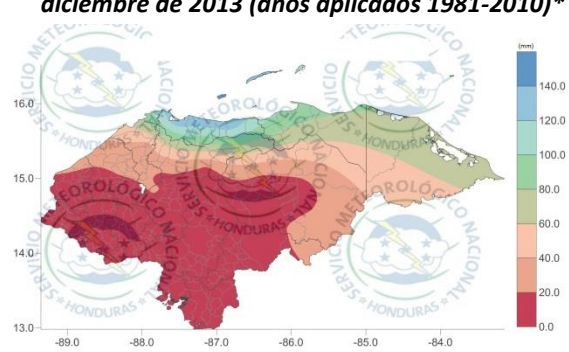 diciembre de 2013 (años aplicados 1981-2010)*
(mm)
140.0
120.0
100.0
80.0
60.0
40.0
20.0
0.0
16.0
15.0
14.0
13.0
-89.0 -88.0 -87.0 -86.0 -85.0 -84.0
SERVICIO METEOROLÓGICO NACIONAL
* HONDURAS *